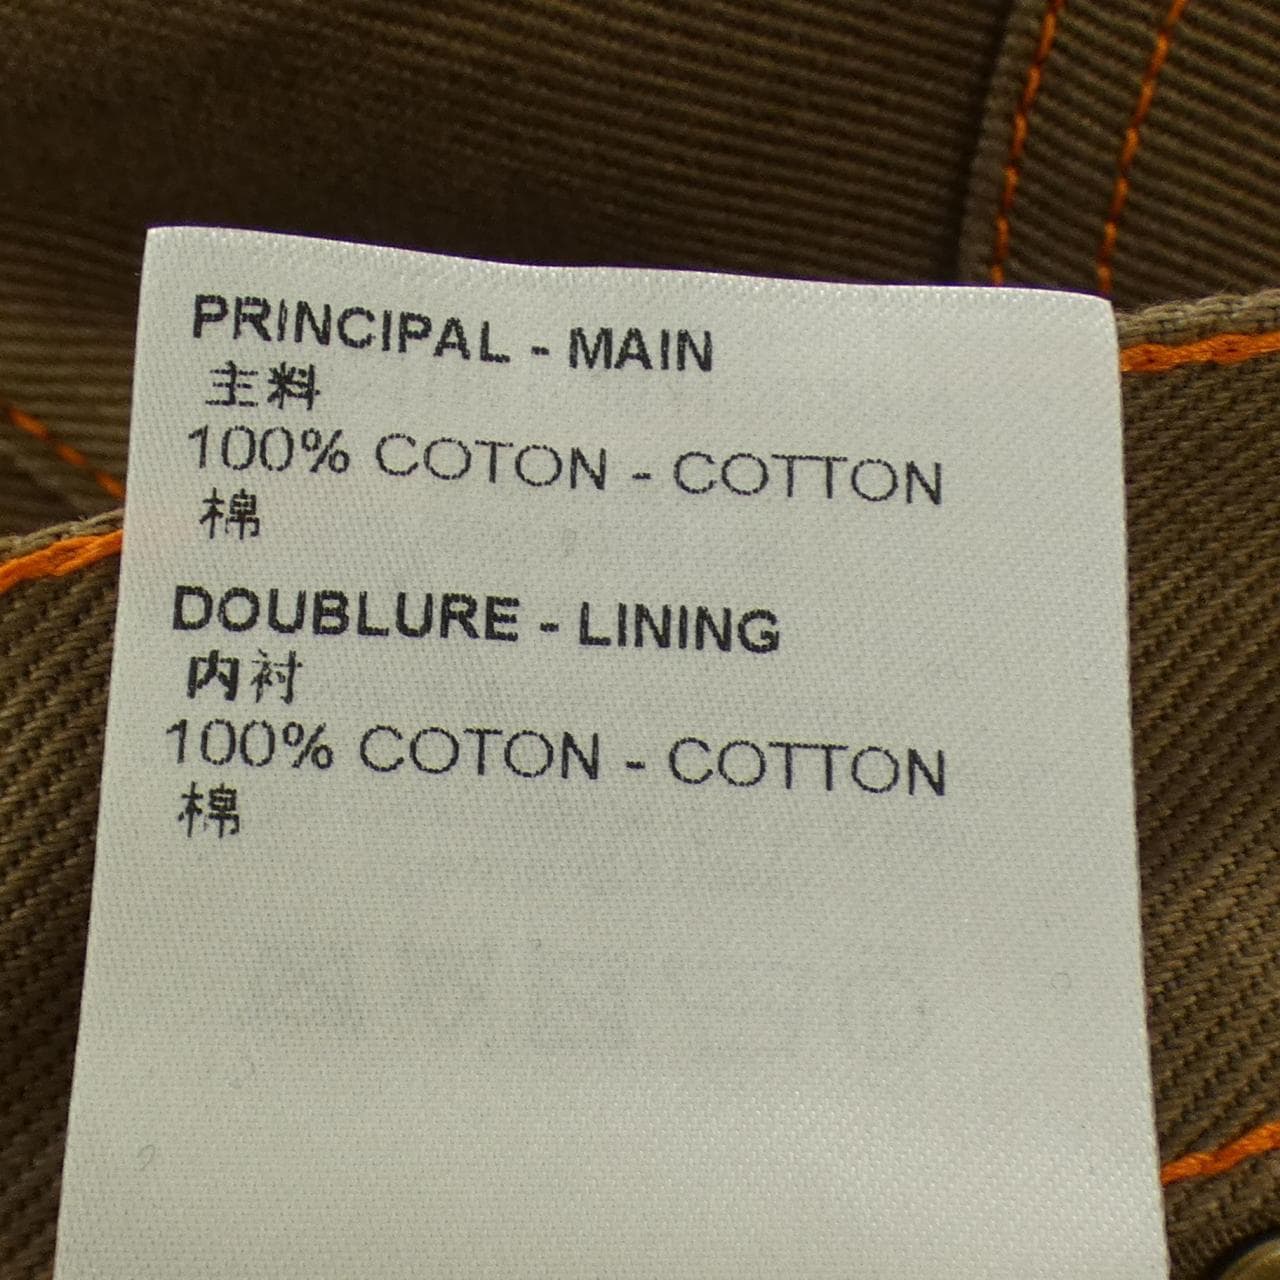 PRINCIPAL - MAIN
主料
100% COTON - COTTON
棉
DOUBLURE - LINING
内衬
100% COTON - COTTON
棉